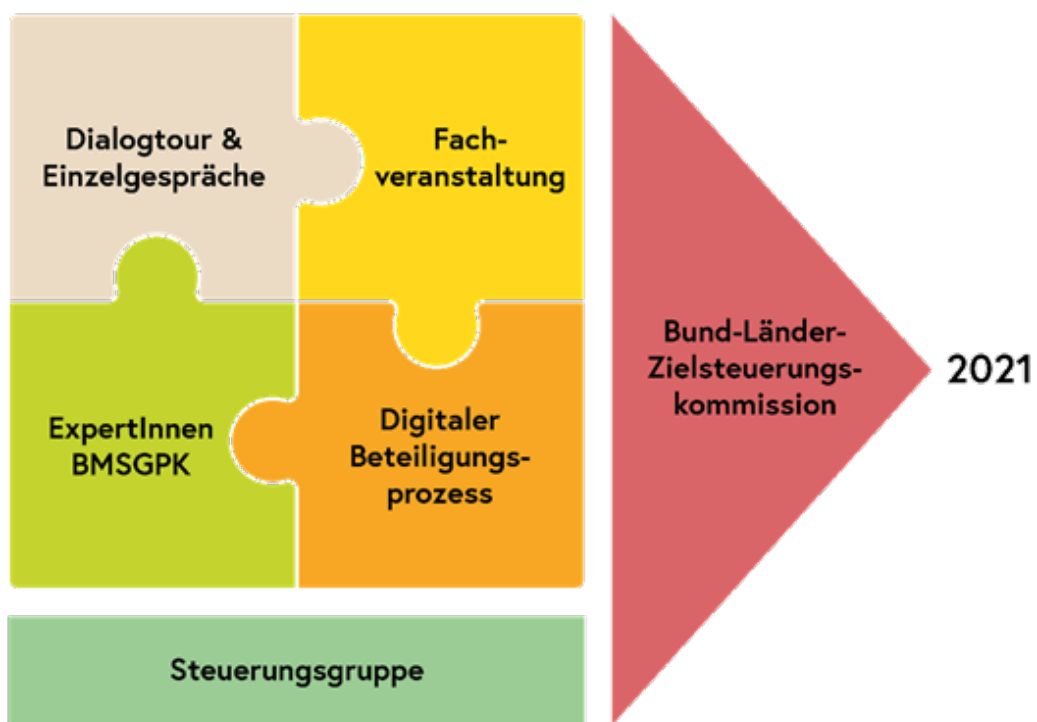 Dialogtour &
Einzelgespräche
Fach-
veranstaltung
ExpertInnen
BMSGPK
Digitaler
Beteiligungs-
prozess
Steuerungsgruppe
Bund-Länder-
Zielsteuerungs-
kommission
2021